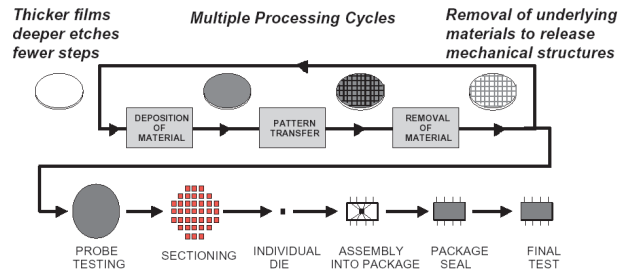 Thicker films
deeper etches
fewer steps
Multiple Processing Cycles
Removal of underlying
materials to release
mechanical structures
DEPOSITION
OF
MATERIAL
PATTERN
TRANSFER
REMOVAL
OF
MATERIAL
PROBE
TESTING
SECTIONING
INDIVIDUAL
DIE
ASSEMBLY
INTO PACKAGE
PACKAGE
SEAL
FINAL
TEST